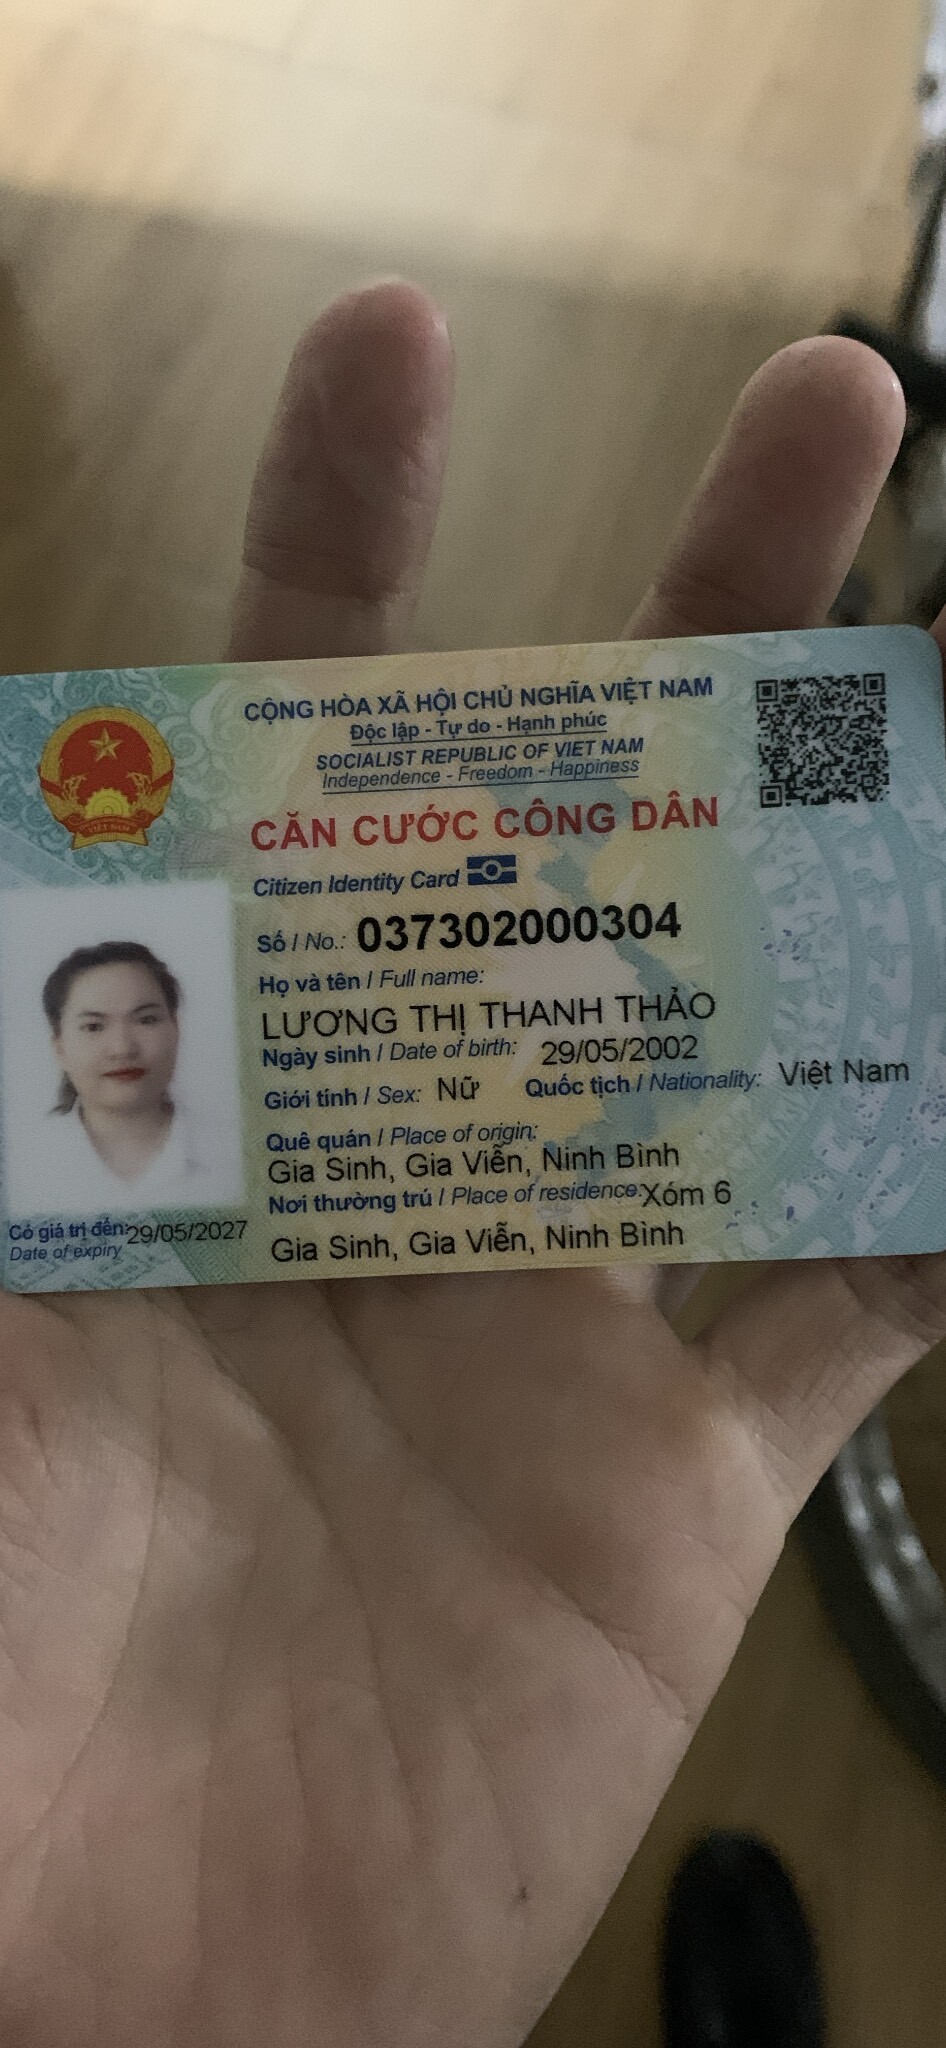 CỘNG HÒA XÃ HỘI CHỦ NGHĨA VIỆT NAM
Độc lập - Tự do - Hạnh phúc
SOCIALIST REPUBLIC OF VIET NAM
Independence - Freedom - Happiness
CĂN CƯỚC CÔNG DÂN
Citizen Identity Card
Số / No.: 037302000304
Họ và tên / Full name:
LƯƠNG THỊ THANH THẢO
Ngày sinh / Date of birth: 29/05/2002
Giới tính / Sex: Nữ Quốc tịch / Nationality: Việt Nam
Quê quán / Place of origin:
Gia Sinh, Gia Viễn, Ninh Bình
Nơi thường trú / Place of residence: Xóm 6
Gia Sinh, Gia Viễn, Ninh Bình
Có giá trị đến: 29/05/2027
Date of expiry
VIỆT NAM